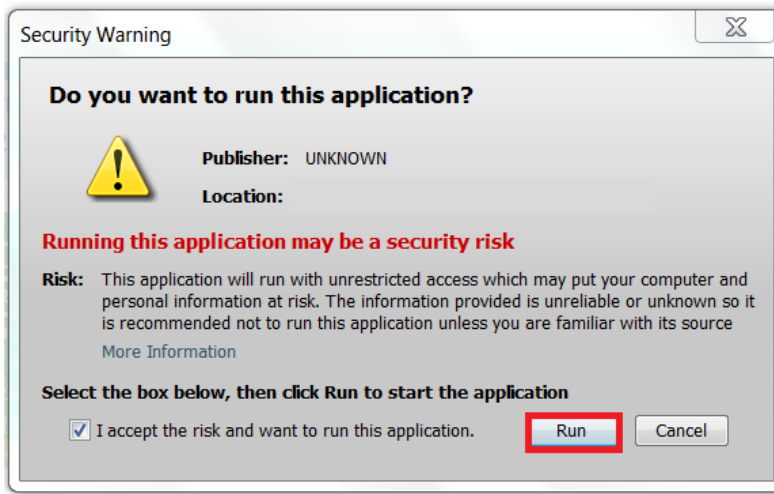 Security Warning
Do you want to run this application?
Publisher: UNKNOWN
Location:
Running this application may be a security risk
Risk: This application will run with unrestricted access which may put your computer and
personal information at risk. The information provided is unreliable or unknown so it
is recommended not to run this application unless you are familiar with its source
More Information
Select the box below, then click Run to start the application
I accept the risk and want to run this application. Run Cancel